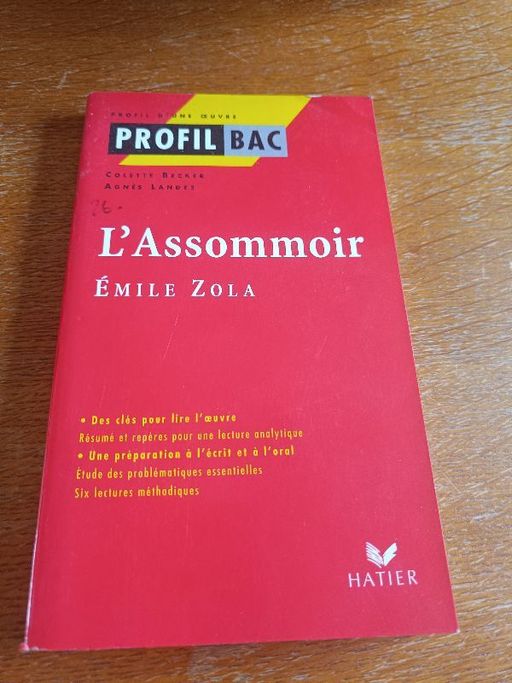 PROFIL D'UNE ŒUVRE
PROFIL BAC
COLETTE BECKER
AGNÈS LANDES
26.
L'Assommoir
ÉMILE ZOLA
• Des clés pour lire l'œuvre
Résumé et repères pour une lecture analytique
• Une préparation à l'écrit et à l'oral
Étude des problématiques essentielles
Six lectures méthodiques
HATIER